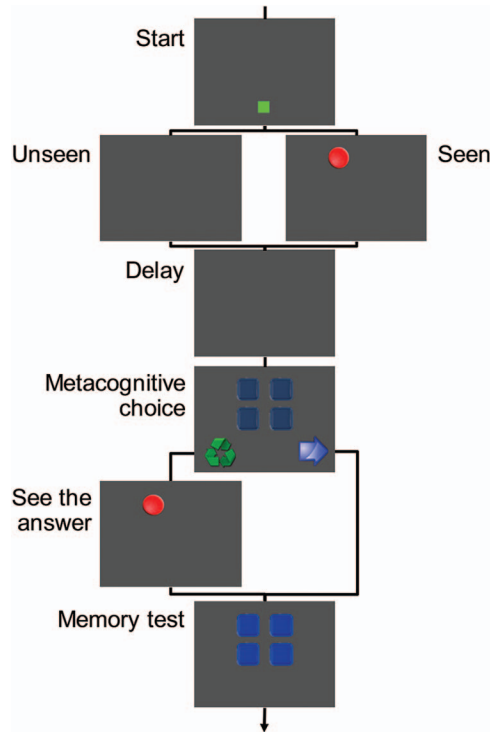 Start
Unseen
Seen
Delay
Metacognitive
choice
See the
answer
Memory test